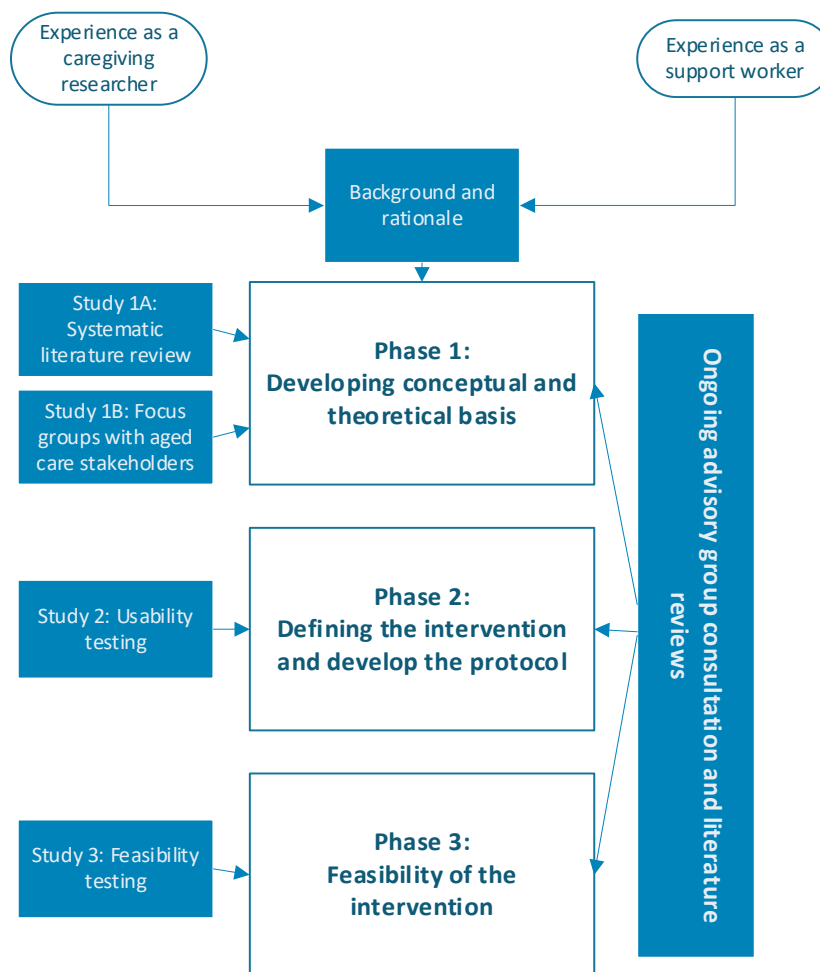 Experience as a
caregiving
researcher
Experience as a
support worker
Background and
rationale
Study 1A:
Systematic
literature review
Study 1B: Focus
groups with aged
care stakeholders
Phase 1:
Developing conceptual and
theoretical basis
Study 2: Usability
testing
Phase 2:
Defining the intervention
and develop the protocol
Study 3: Feasibility
testing
Phase 3:
Feasibility of the
intervention
Ongoing advisory group consultation and literature
reviews